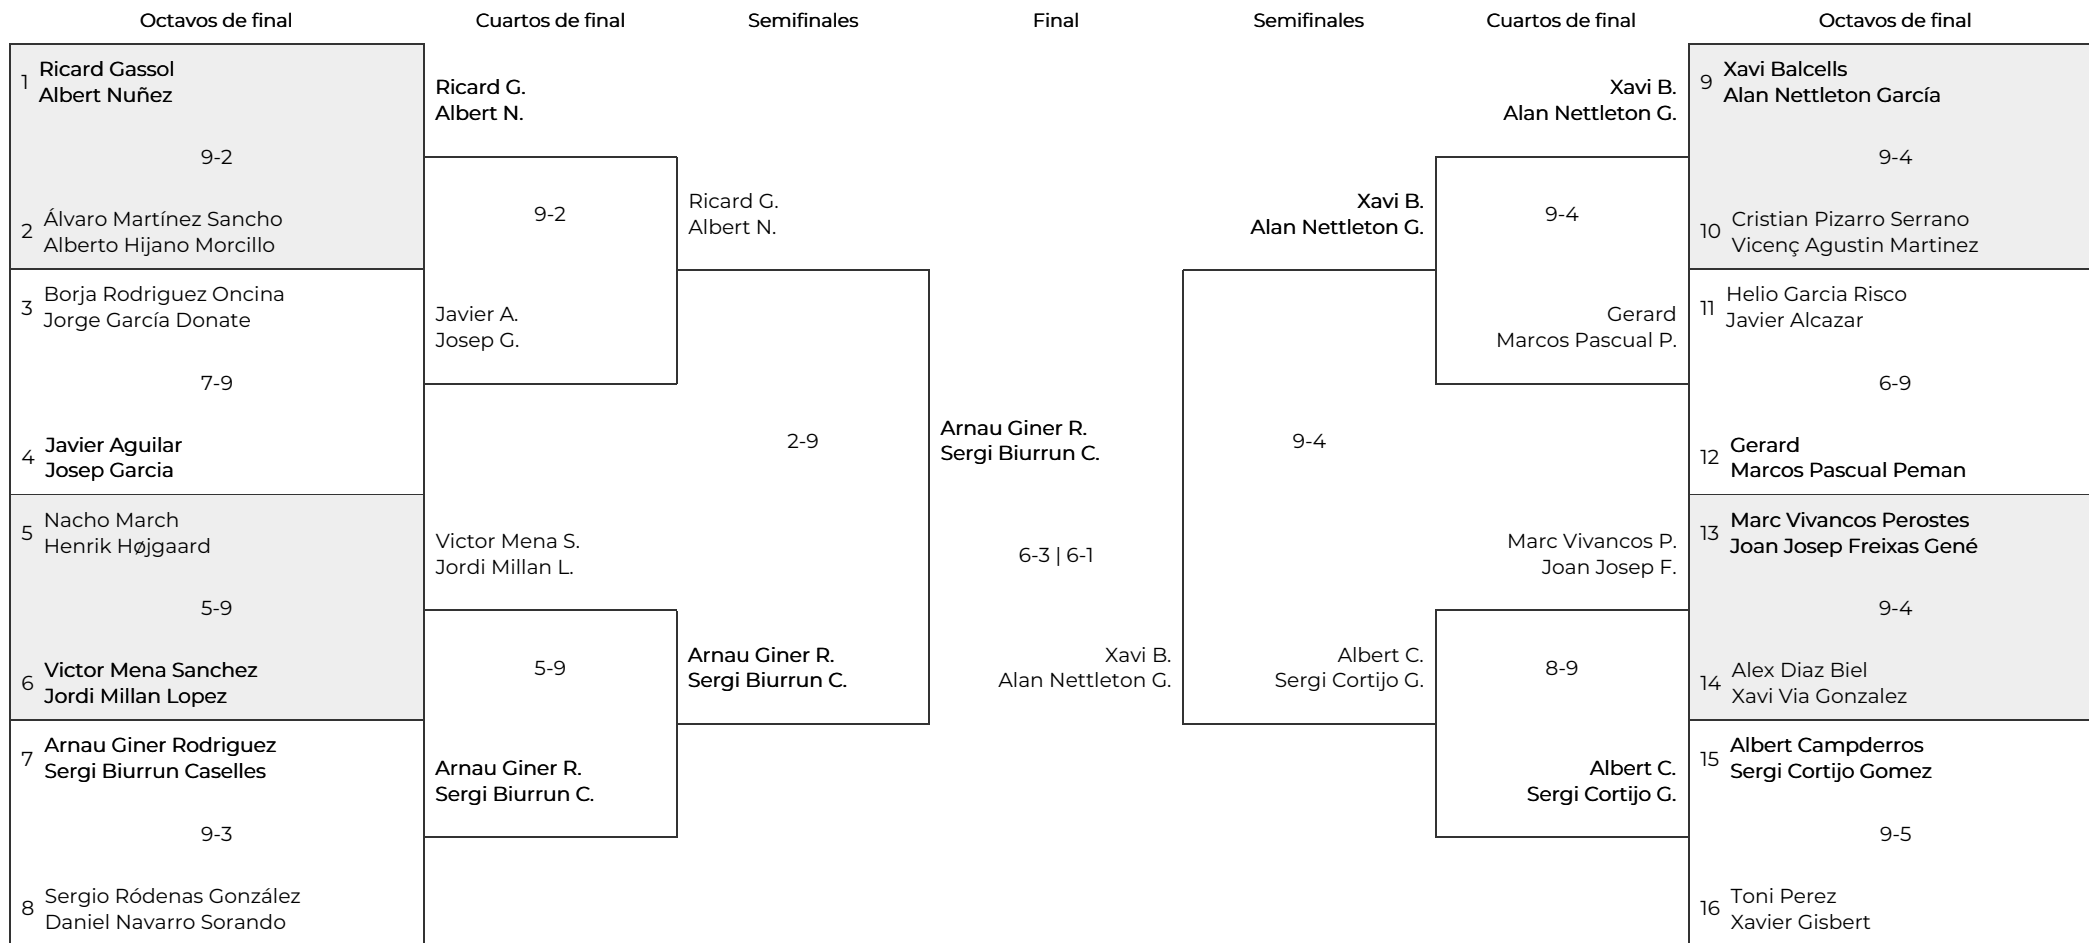 Octavos de final
Cuartos de final
Semifinales
Final
Semifinales
Cuartos de final
Octavos de final
1
Ricard Gassol
Albert Nuñez
9-2
2
Álvaro Martínez Sancho
Alberto Hijano Morcillo
3
Borja Rodriguez Oncina
Jorge García Donate
7-9
4
Javier Aguilar
Josep Garcia
5
Nacho March
Henrik Højgaard
5-9
6
Victor Mena Sanchez
Jordi Millan Lopez
7
Arnau Giner Rodriguez
Sergi Biurrun Caselles
9-3
8
Sergio Ródenas González
Daniel Navarro Sorando
Ricard G.
Albert N.
9-2
Javier A.
Josep G.
Victor Mena S.
Jordi Millan L.
5-9
Arnau Giner R.
Sergi Biurrun C.
Ricard G.
Albert N.
2-9
Arnau Giner R.
Sergi Biurrun C.
Arnau Giner R.
Sergi Biurrun C.
6-3 | 6-1
Xavi B.
Alan Nettleton G.
Xavi B.
Alan Nettleton G.
9-4
Albert C.
Sergi Cortijo G.
Xavi B.
Alan Nettleton G.
9-4
Gerard
Marcos Pascual P.
Marc Vivancos P.
Joan Josep F.
8-9
Albert C.
Sergi Cortijo G.
9
Xavi Balcells
Alan Nettleton García
9-4
10
Cristian Pizarro Serrano
Vicenç Agustin Martinez
11
Helio Garcia Risco
Javier Alcazar
6-9
12
Gerard
Marcos Pascual Peman
13
Marc Vivancos Perostes
Joan Josep Freixas Gené
9-4
14
Alex Diaz Biel
Xavi Via Gonzalez
15
Albert Campderros
Sergi Cortijo Gomez
9-5
16
Toni Perez
Xavier Gisbert